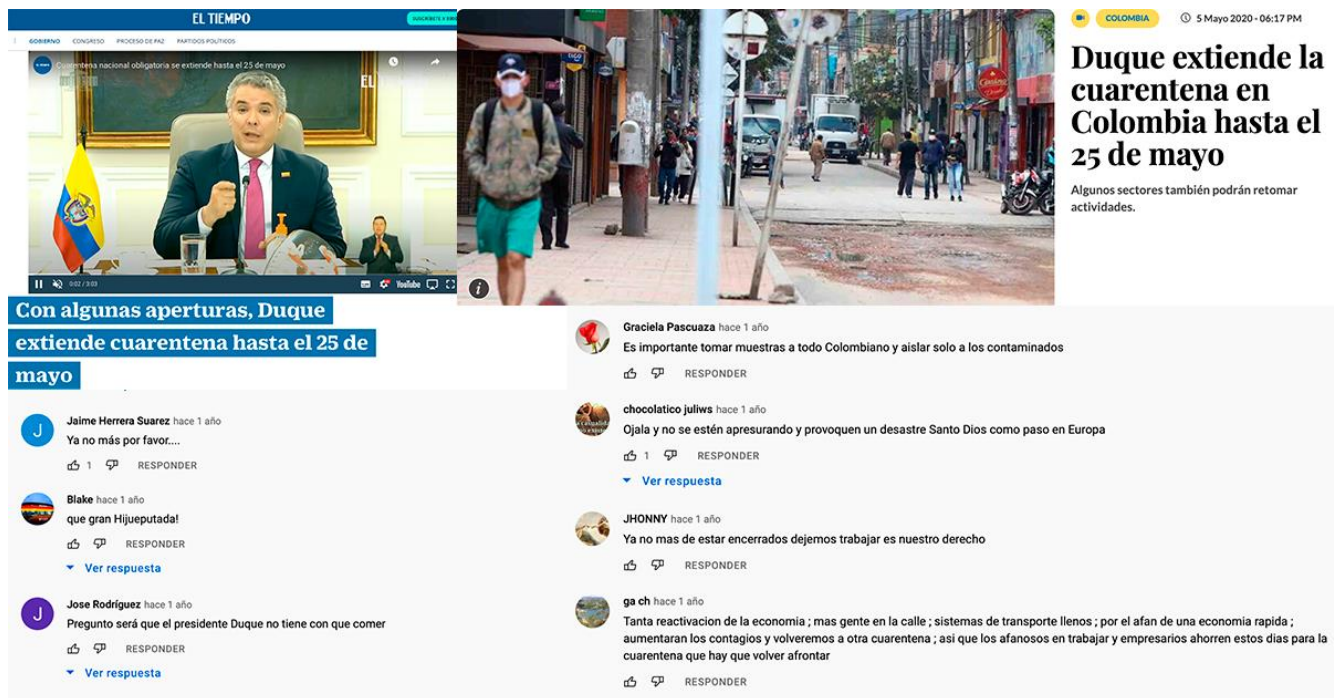 EL TIEMPO
GOBIERNO CONGRESO PROCESO DE PAZ PARTIDOS POLÍTICOS
Cuarentena nacional obligatoria se extiende hasta el 25 de mayo
0:02 / 3:03
YouTube
Con algunas aperturas, Duque
extiende cuarentena hasta el 25 de
mayo
COLOMBIA 5 Mayo 2020 - 06:17 PM
Duque extiende la
cuarentena en
Colombia hasta el
25 de mayo
Algunos sectores también podrán retomar
actividades.
Jaime Herrera Suarez hace 1 año
Ya no más por favor....
1 RESPONDER
Blake hace 1 año
que gran Hijueputada!
RESPONDER
Ver respuesta
Jose Rodríguez hace 1 año
Pregunto será que el presidente Duque no tiene con que comer
RESPONDER
Ver respuesta
Graciela Pascuaza hace 1 año
Es importante tomar muestras a todo Colombiano y aislar solo a los contaminados
RESPONDER
chocolatico juliws hace 1 año
Ojala y no se estén apresurando y provoquen un desastre Santo Dios como paso en Europa
1 RESPONDER
Ver respuesta
JHONNY hace 1 año
Ya no mas de estar encerrados dejemos trabajar es nuestro derecho
RESPONDER
ga ch hace 1 año
Tanta reactivacion de la economia ; mas gente en la calle ; sistemas de transporte llenos ; por el afan de una economia rapida ;
aumentaran los contagios y volveremos a otra cuarentena ; asi que los afanosos en trabajar y empresarios ahorren estos dias para la
cuarentena que hay que volver afrontar
RESPONDER